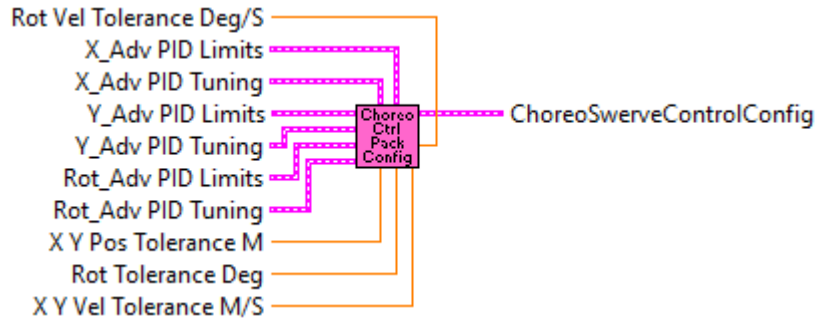 Rot Vel Tolerance Deg/S
X_Adv PID Limits
X_Adv PID Tuning
Y_Adv PID Limits
Y_Adv PID Tuning
Rot_Adv PID Limits
Rot_Adv PID Tuning
X Y Pos Tolerance M
Rot Tolerance Deg
X Y Vel Tolerance M/S
Choreo
Ctrl
Pack
Config
ChoreoSwerveControlConfig